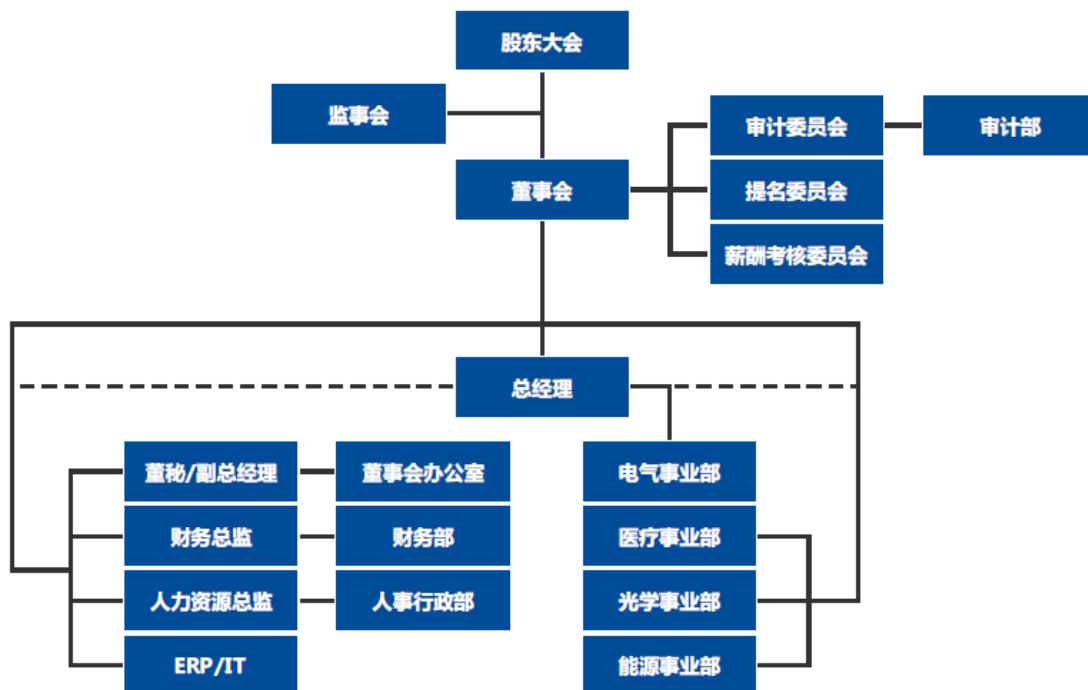 股东大会
监事会
审计委员会
审计部
董事会
提名委员会
薪酬考核委员会
总经理
董秘/副总经理
董事会办公室
电气事业部
财务总监
财务部
医疗事业部
人力资源总监
人事行政部
光学事业部
ERP/IT
能源事业部